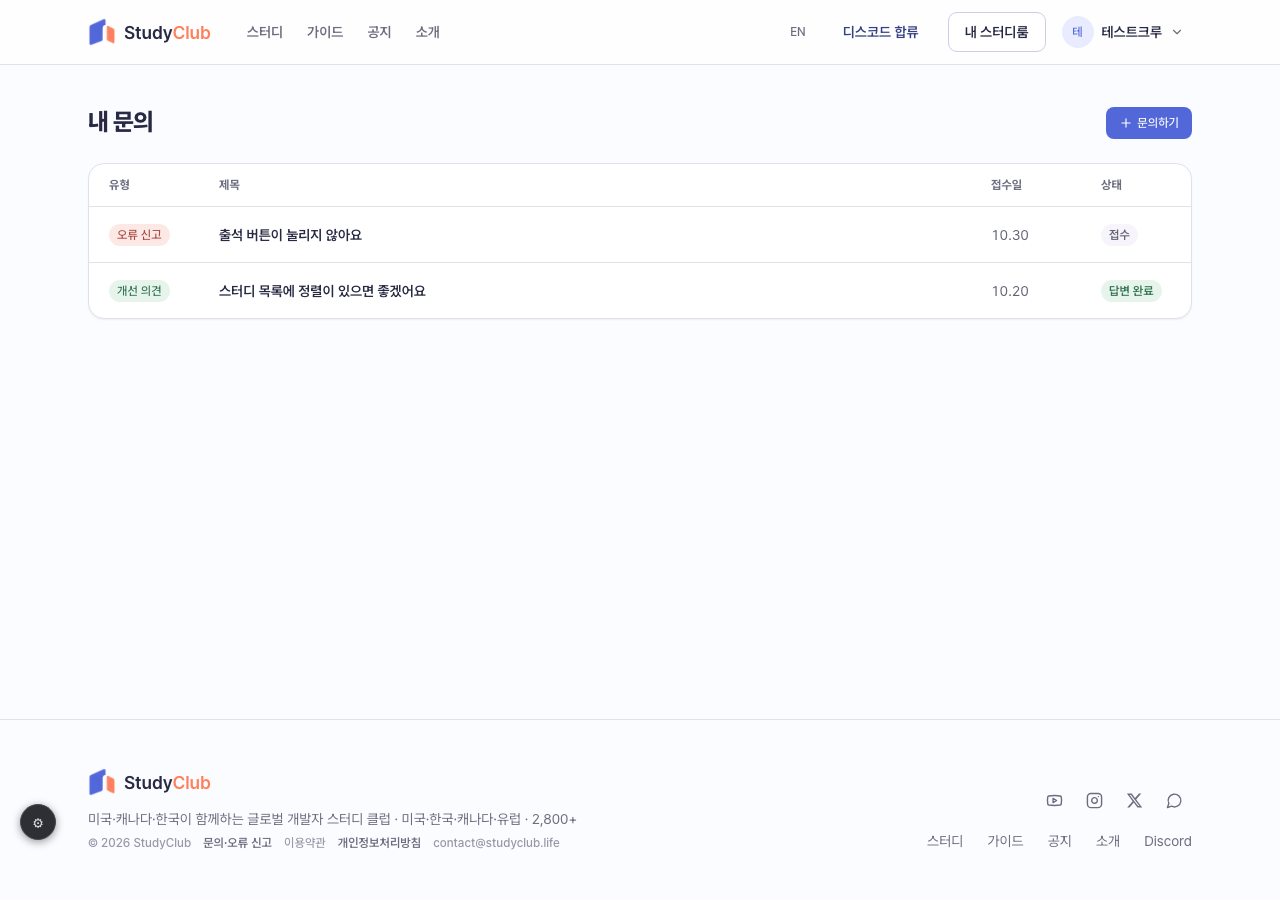 StudyClub 스터디 가이드 공지 소개 EN 디스코드 합류 내 스터디룸 테 테스트크루
내 문의
+ 문의하기
유형 제목 접수일 상태
오류 신고 출석 버튼이 눌리지 않아요 10.30 접수
개선 의견 스터디 목록에 정렬이 있으면 좋겠어요 10.20 답변 완료
StudyClub
미국·캐나다·한국이 함께하는 글로벌 개발자 스터디 클럽 · 미국·한국·캐나다·유럽 · 2,800+
© 2026 StudyClub 문의·오류 신고 이용약관 개인정보처리방침 contact@studyclub.life
스터디 가이드 공지 소개 Discord